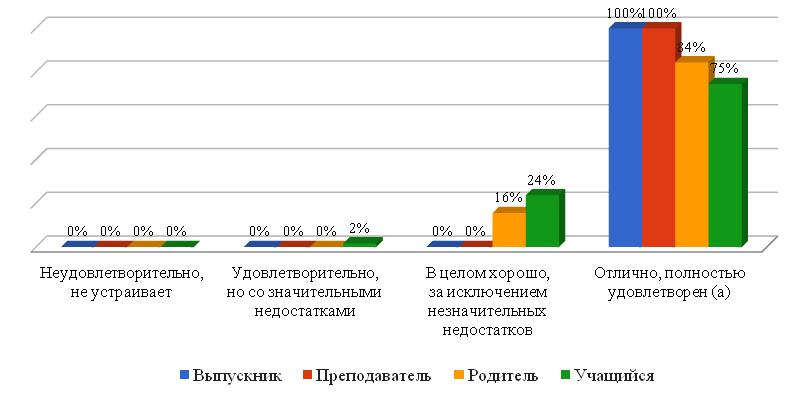 100% 100%
84%
75%
24%
16%
0% 0% 0% 0% 0% 0% 0% 2% 0% 0%
Неудовлетворительно,
не устраивает
Удовлетворительно,
но со значительными
недостатками
В целом хорошо,
за исключением
незначительных
недостатков
Отлично, полностью
удовлетворен (а)
Выпускник Преподаватель Родитель Учащийся